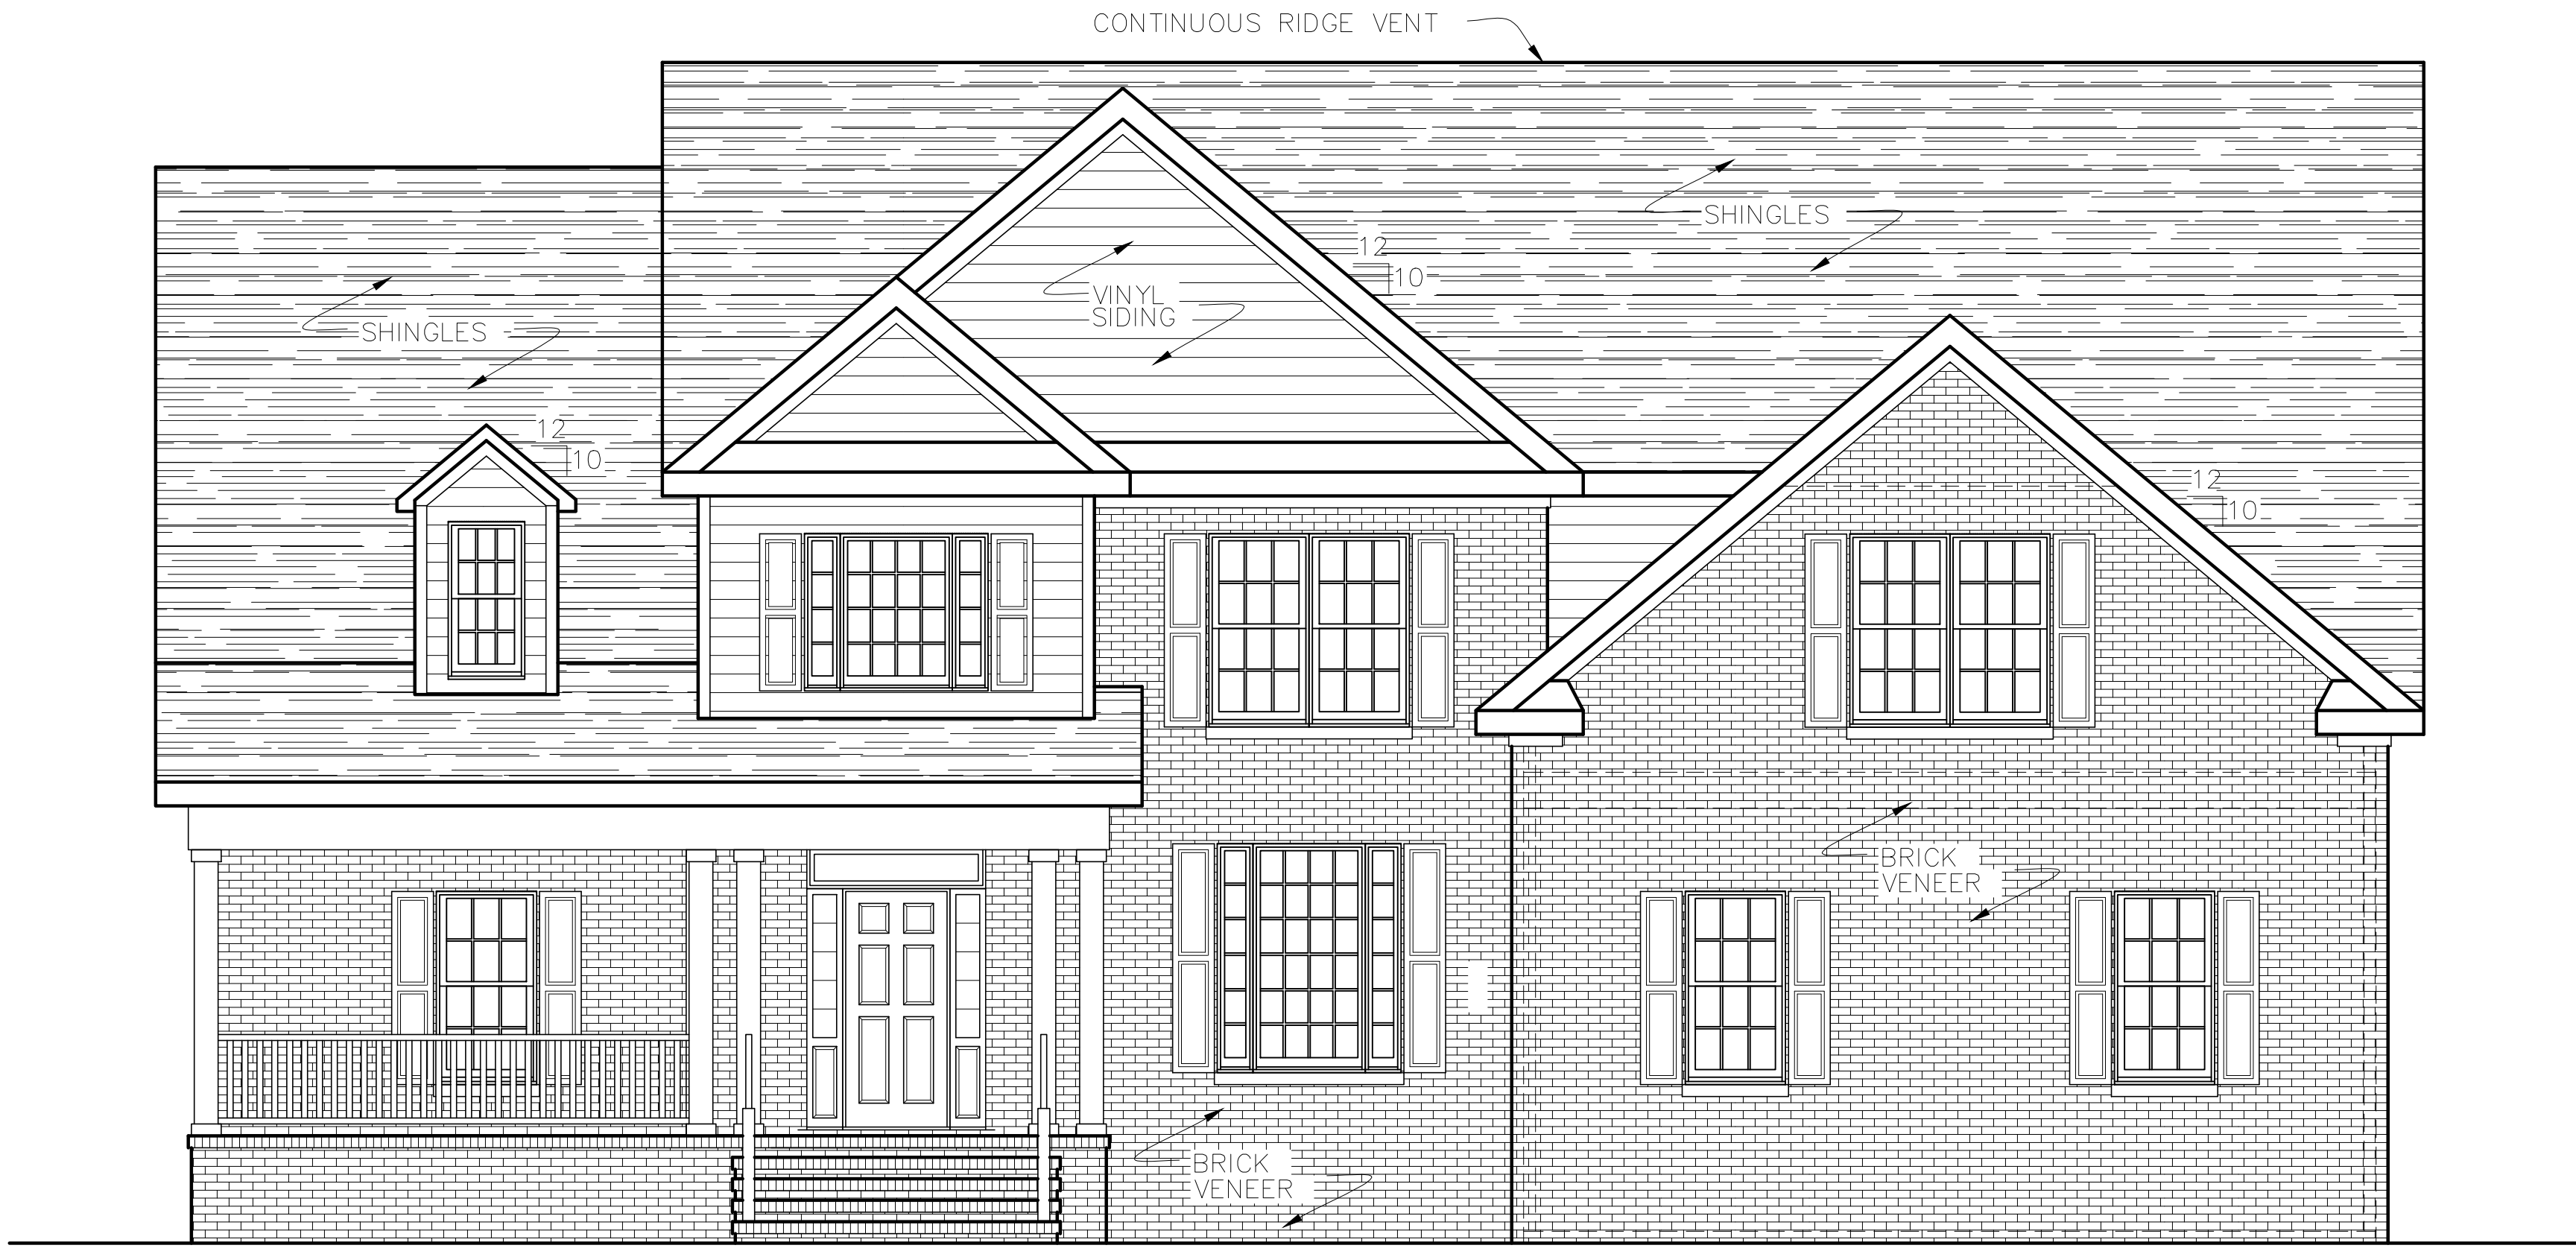 CONTINUOUS RIDGE VENT
SHINGLES
12
10
VINYL
SIDING
SHINGLES
12
10
12
10
BRICK
VENEER
BRICK
VENEER